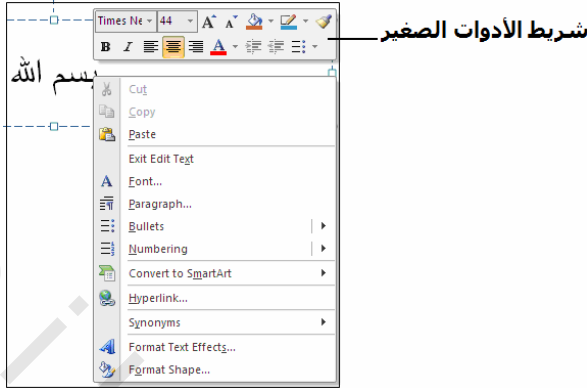 Times Ne 44 A A
شريط الأدوات الصغير
B I A
بسم الله
Cut
Copy
Paste
Exit Edit Text
A Font...
Paragraph...
Bullets
Numbering
Convert to SmartArt
Hyperlink...
Synonyms
Format Text Effects...
Format Shape...